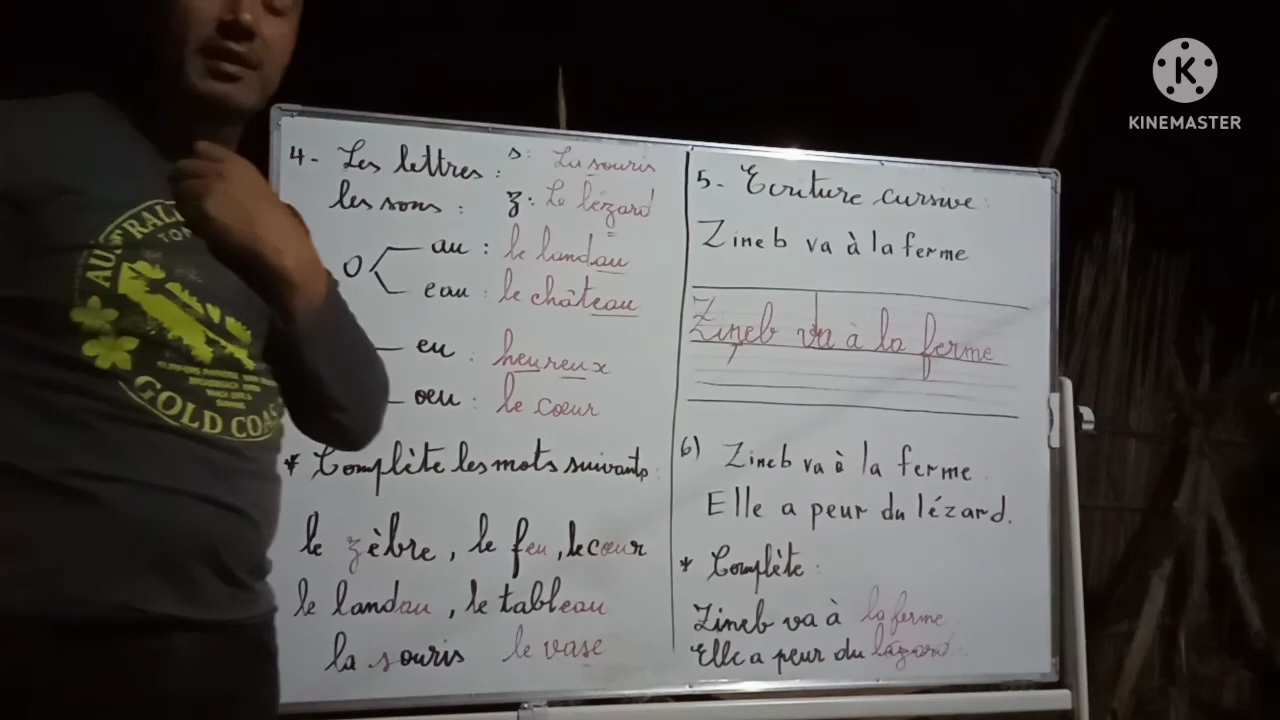 4- Les lettres : s : La souris
les sons : z : Le lézard
O au : le landau
eau : le château
eu : heureux
oeu : le cœur
* Complète les mots suivants :
le zèbre, le feu, le cœur
le landau, le tableau
la souris le vase
5- Ecriture cursive :
Zineb va à la ferme
Zineb va à la ferme
6) Zineb va à la ferme
Elle a peur du lézard.
* Complète :
Zineb va à la ferme
Elle a peur du lézard.
AUSTRALI
GOLD COA
KINEMASTER